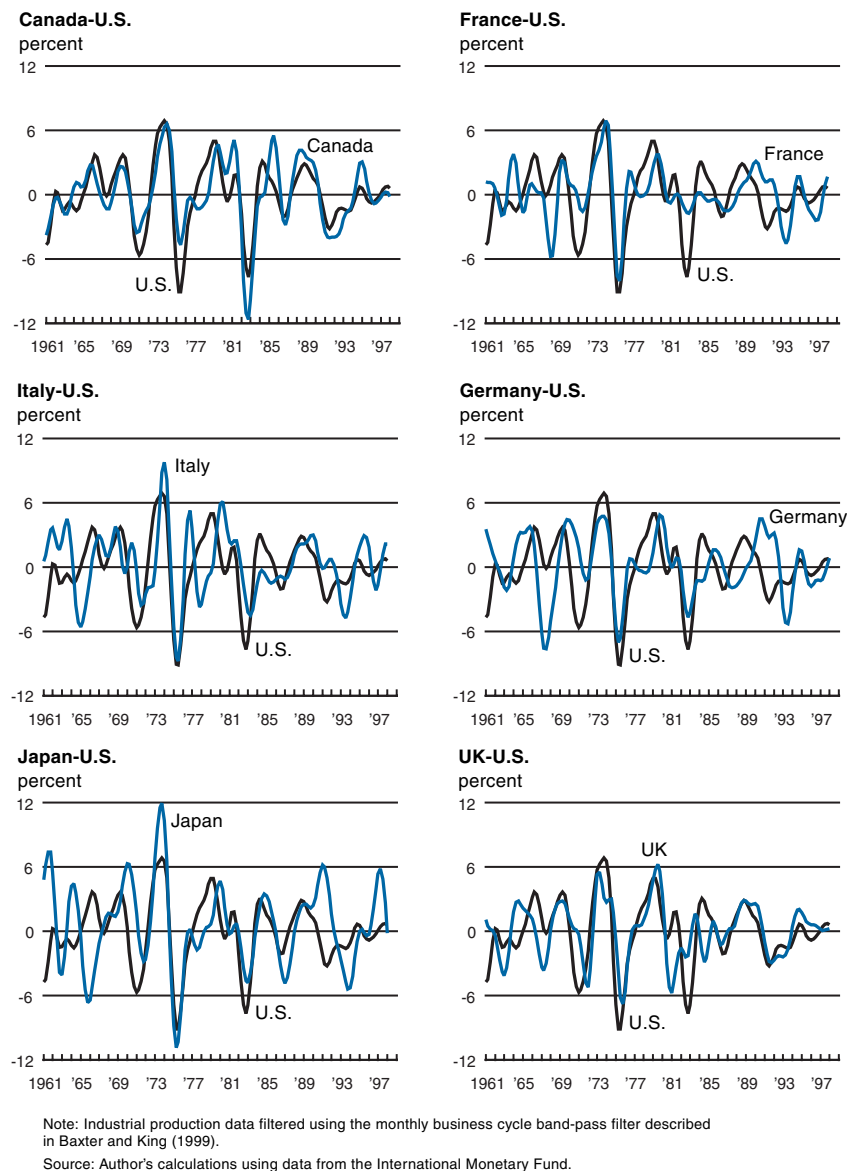 Canada-U.S.
percent
12
6
0
-6
-12
Canada
U.S.
1961 ’65 ’69 ’73 ’77 ’81 ’85 ’89 ’93 ’97
France-U.S.
percent
12
6
0
-6
-12
France
U.S.
1961 ’65 ’69 ’73 ’77 ’81 ’85 ’89 ’93 ’97
Italy-U.S.
percent
12
6
0
-6
-12
Italy
U.S.
1961 ’65 ’69 ’73 ’77 ’81 ’85 ’89 ’93 ’97
Germany-U.S.
percent
12
6
0
-6
-12
Germany
U.S.
1961 ’65 ’69 ’73 ’77 ’81 ’85 ’89 ’93 ’97
Japan-U.S.
percent
12
6
0
-6
-12
Japan
U.S.
1961 ’65 ’69 ’73 ’77 ’81 ’85 ’89 ’93 ’97
UK-U.S.
percent
12
6
0
-6
-12
UK
U.S.
1961 ’65 ’69 ’73 ’77 ’81 ’85 ’89 ’93 ’97
Note: Industrial production data filtered using the monthly business cycle band-pass filter described
in Baxter and King (1999).
Source: Author’s calculations using data from the International Monetary Fund.